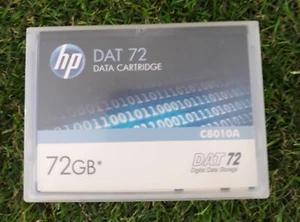 hp
DAT 72
DATA CARTRIDGE
C8010A
72GB*
DAT 72
Digital Data Storage